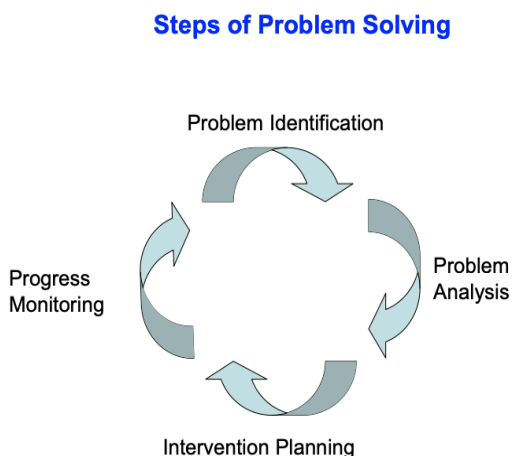 Steps of Problem Solving
Problem Identification
Problem
Analysis
Progress
Monitoring
Intervention Planning